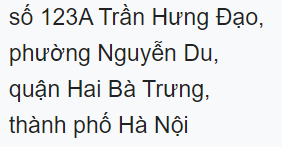 số 123A Trần Hưng Đạo,
phường Nguyễn Du,
quận Hai Bà Trưng,
thành phố Hà Nội